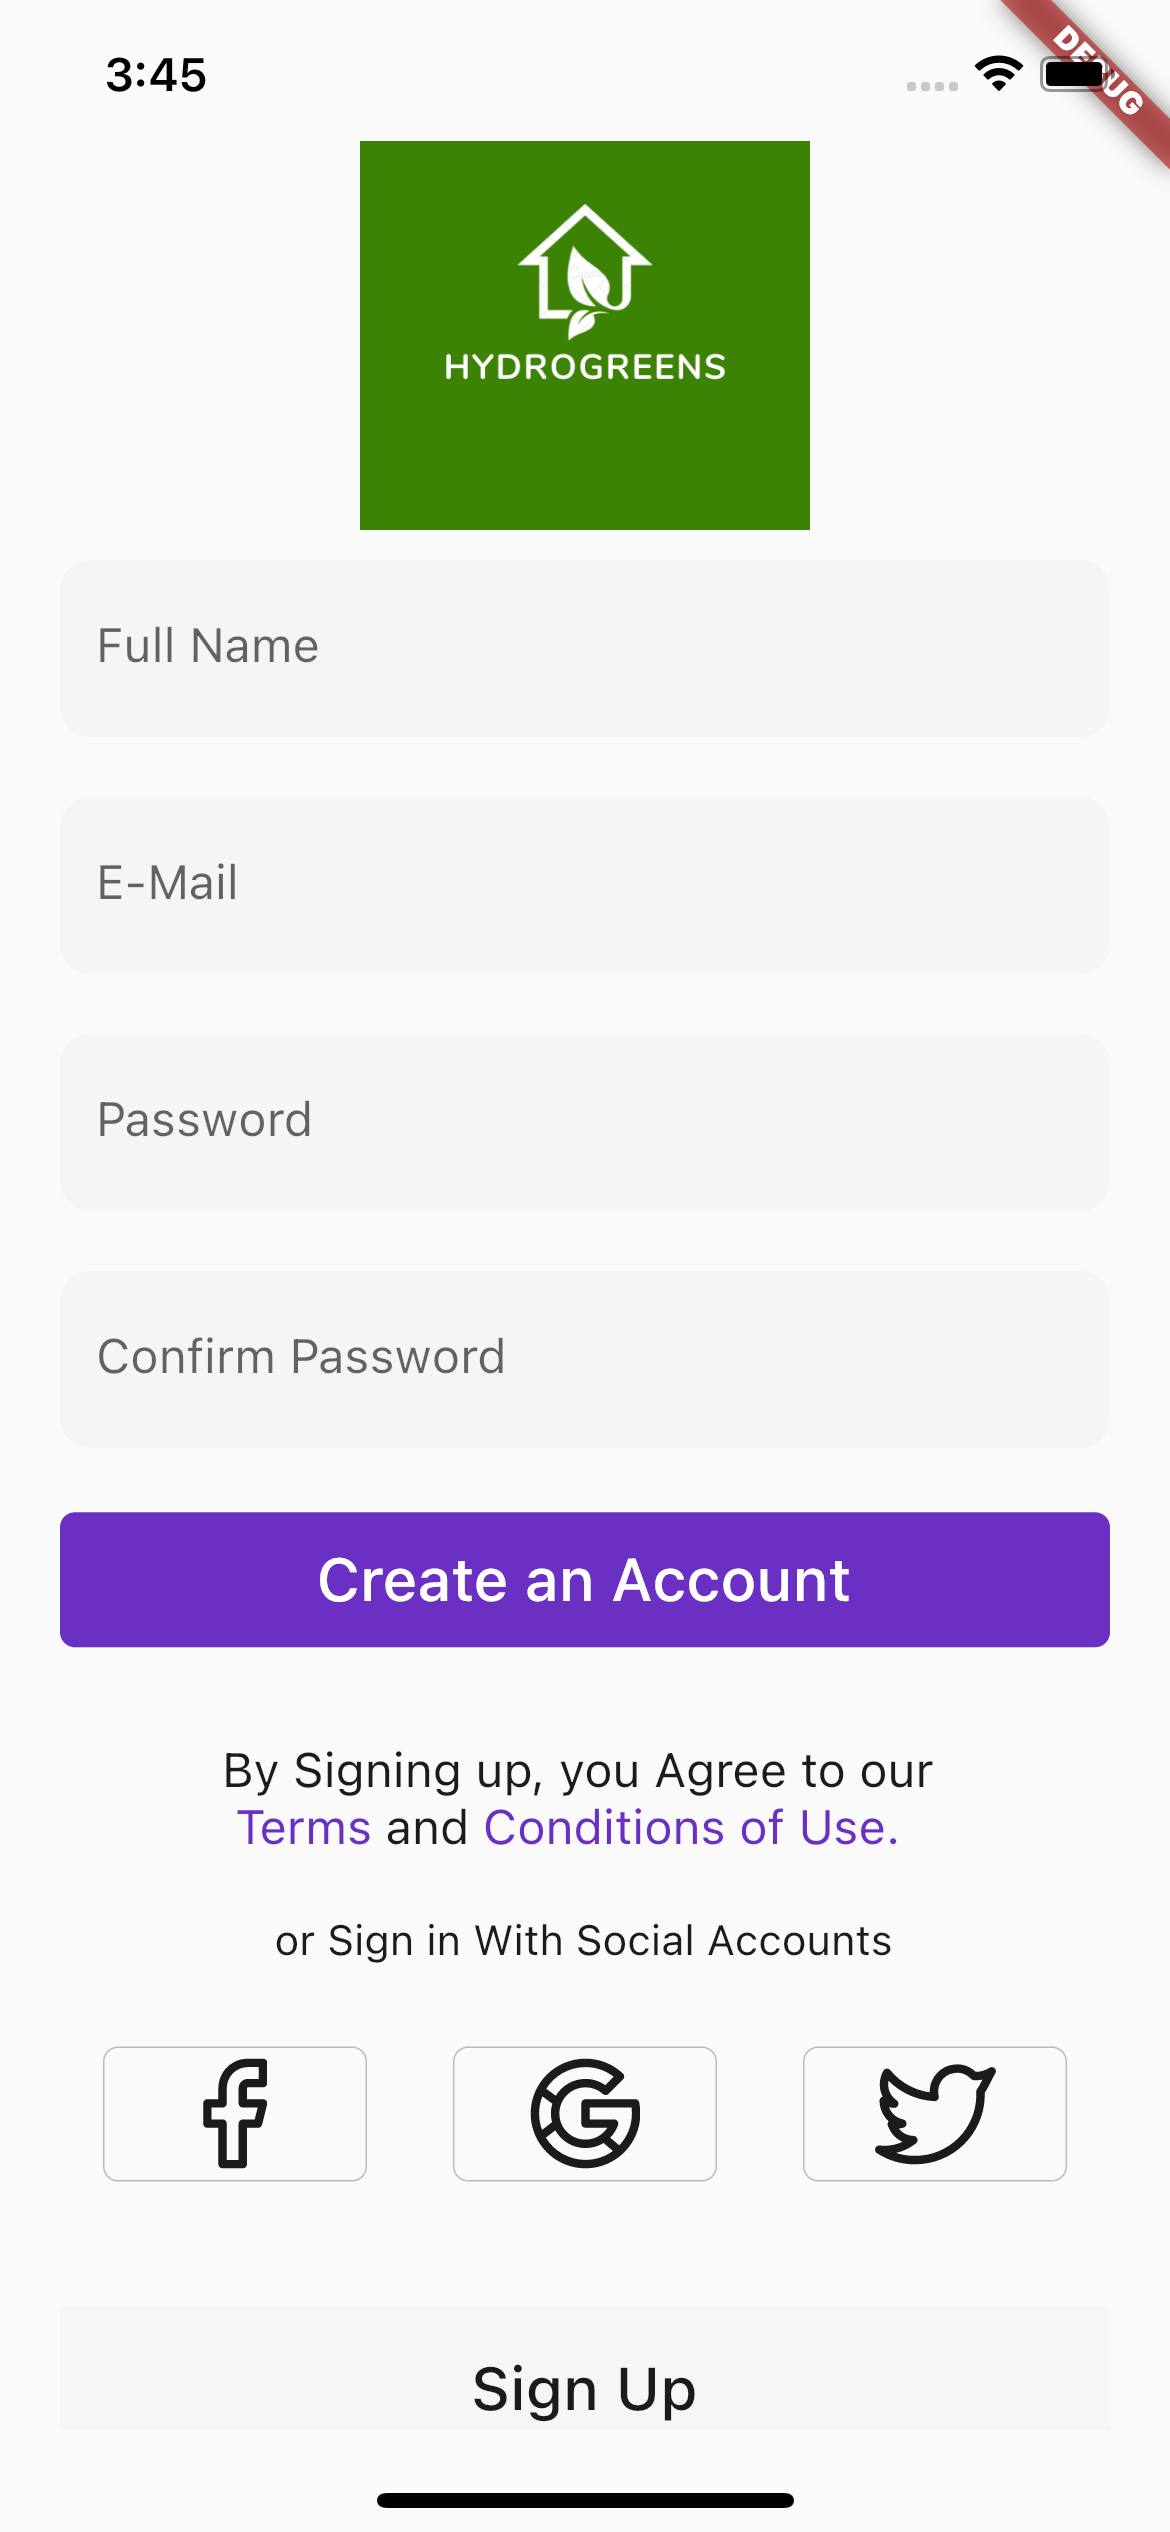 3:45
DEBUG
HYDROGREENS
Full Name
E-Mail
Password
Confirm Password
Create an Account
By Signing up, you Agree to our
Terms and Conditions of Use.
or Sign in With Social Accounts
Sign Up